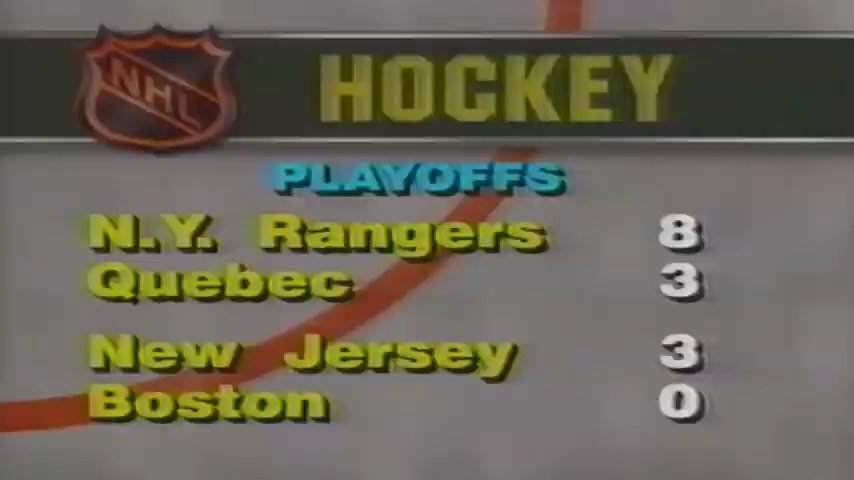 NHL HOCKEY
PLAYOFFS
N.Y. Rangers 8
Quebec 3
New Jersey 3
Boston 0